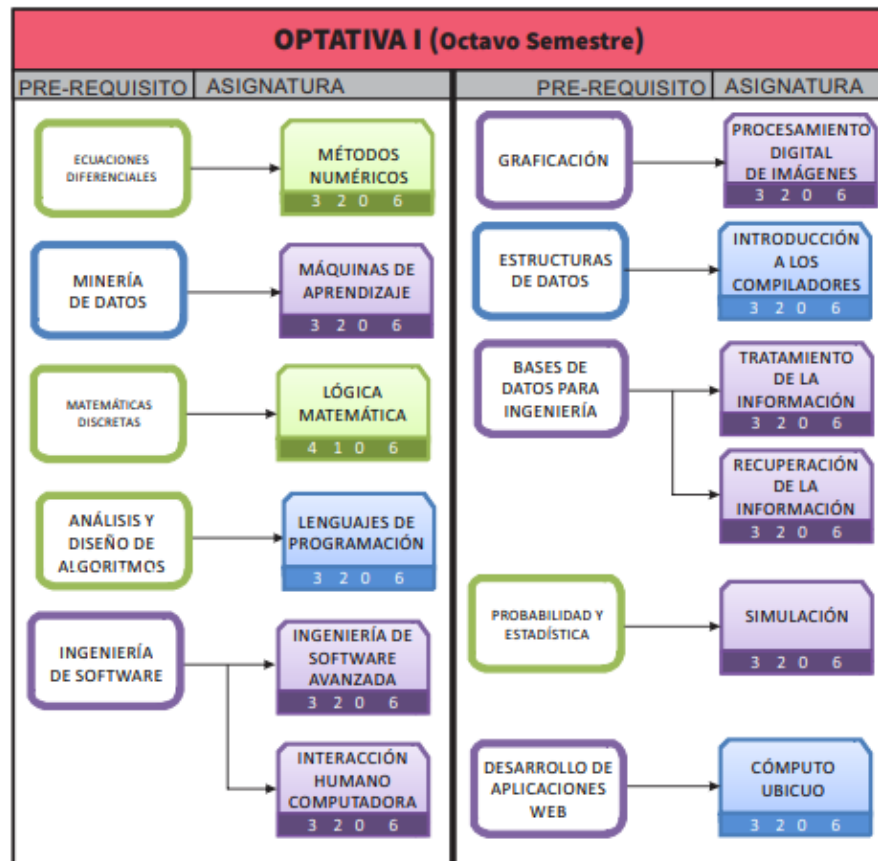 OPTATIVA I (Octavo Semestre)
PRE-REQUISITO
ASIGNATURA
ECUACIONES
DIFERENCIALES
MÉTODOS
NUMÉRICOS
3 2 0 6
MINERÍA
DE DATOS
MÁQUINAS DE
APRENDIZAJE
3 2 0 6
MATEMÁTICAS
DISCRETAS
LÓGICA
MATEMÁTICA
4 1 0 6
ANÁLISIS Y
DISEÑO DE
ALGORITMOS
LENGUAJES DE
PROGRAMACIÓN
3 2 0 6
INGENIERÍA
DE SOFTWARE
INGENIERÍA DE
SOFTWARE
AVANZADA
3 2 0 6
INTERACCIÓN
HUMANO
COMPUTADORA
3 2 0 6
PRE-REQUISITO
ASIGNATURA
GRAFICACIÓN
PROCESAMIENTO
DIGITAL
DE IMÁGENES
3 2 0 6
ESTRUCTURAS
DE DATOS
INTRODUCCIÓN
A LOS
COMPILADORES
3 2 0 6
BASES DE
DATOS PARA
INGENIERÍA
TRATAMIENTO
DE LA
INFORMACIÓN
3 2 0 6
RECUPERACIÓN
DE LA
INFORMACIÓN
3 2 0 6
PROBABILIDAD Y
ESTADÍSTICA
SIMULACIÓN
3 2 0 6
DESARROLLO DE
APLICACIONES
WEB
CÓMPUTO
UBICUO
3 2 0 6